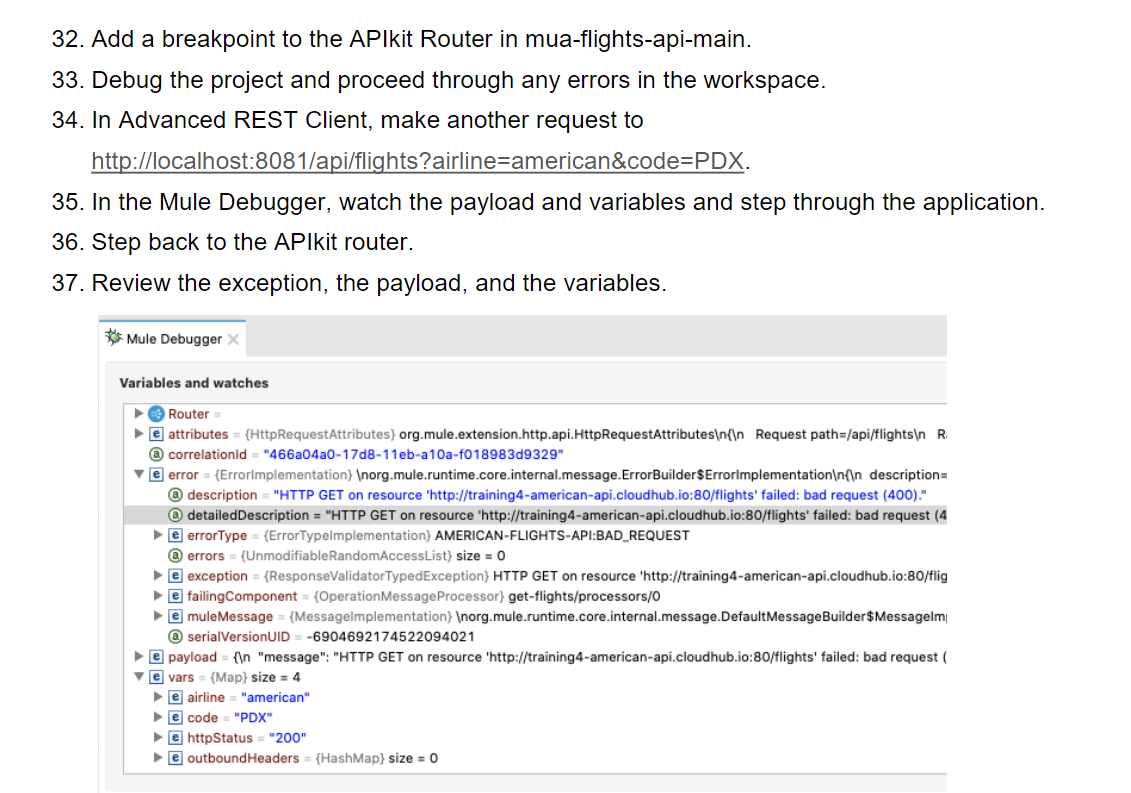 32. Add a breakpoint to the APIkit Router in mua-flights-api-main.
33. Debug the project and proceed through any errors in the workspace.
34. In Advanced REST Client, make another request to
http://localhost:8081/api/flights?airline=american&code=PDX.
35. In the Mule Debugger, watch the payload and variables and step through the application.
36. Step back to the APIkit router.
37. Review the exception, the payload, and the variables.
Mule Debugger
Variables and watches
Router =
e attributes = {HttpRequestAttributes} org.mule.extension.http.api.HttpRequestAttributes\n{\n Request path=/api/flights\n R
a correlationId = "466a04a0-17d8-11eb-a10a-f018983d9329"
e error = {ErrorImplementation} \norg.mule.runtime.core.internal.message.ErrorBuilder$ErrorImplementation\n{\n description=
a description = "HTTP GET on resource 'http://training4-american-api.cloudhub.io:80/flights' failed: bad request (400)."
a detailedDescription = "HTTP GET on resource 'http://training4-american-api.cloudhub.io:80/flights' failed: bad request (4
e errorType = {ErrorTypeImplementation} AMERICAN-FLIGHTS-API:BAD_REQUEST
a errors = {UnmodifiableRandomAccessList} size = 0
e exception = {ResponseValidatorTypedException} HTTP GET on resource 'http://training4-american-api.cloudhub.io:80/flig
e failingComponent = {OperationMessageProcessor} get-flights/processors/0
e muleMessage = {MessageImplementation} \norg.mule.runtime.core.internal.message.DefaultMessageBuilder$MessageIm
a serialVersionUID = -6904692174522094021
e payload = {\n "message": "HTTP GET on resource 'http://training4-american-api.cloudhub.io:80/flights' failed: bad request (
e vars = {Map} size = 4
e airline = "american"
e code = "PDX"
e httpStatus = "200"
e outboundHeaders = {HashMap} size = 0